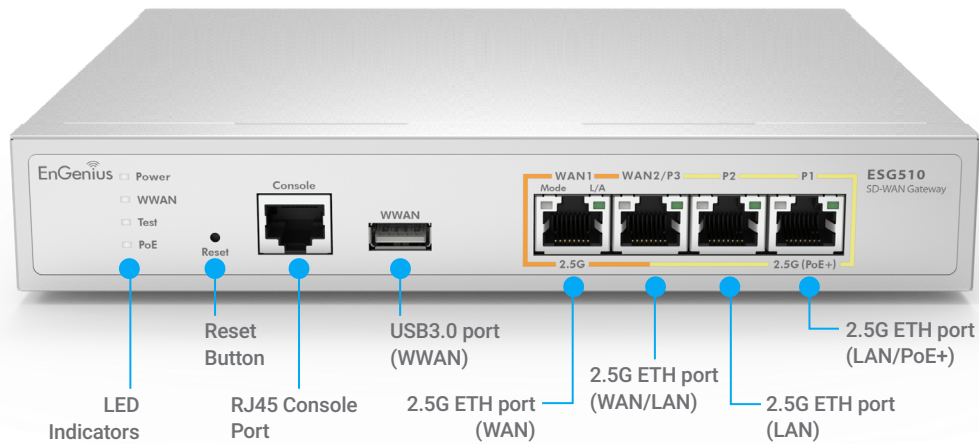 EnGenius
Power
WWAN
Test
PoE
Reset
Console
WWAN
WAN1 WAN2/P3 P2 P1
Mode L/A
2.5G 2.5G (PoE+)
ESG510
SD-WAN Gateway
LED
Indicators
Reset
Button
RJ45 Console
Port
USB3.0 port
(WWAN)
2.5G ETH port
(WAN)
2.5G ETH port
(WAN/LAN)
2.5G ETH port
(LAN)
2.5G ETH port
(LAN/PoE+)